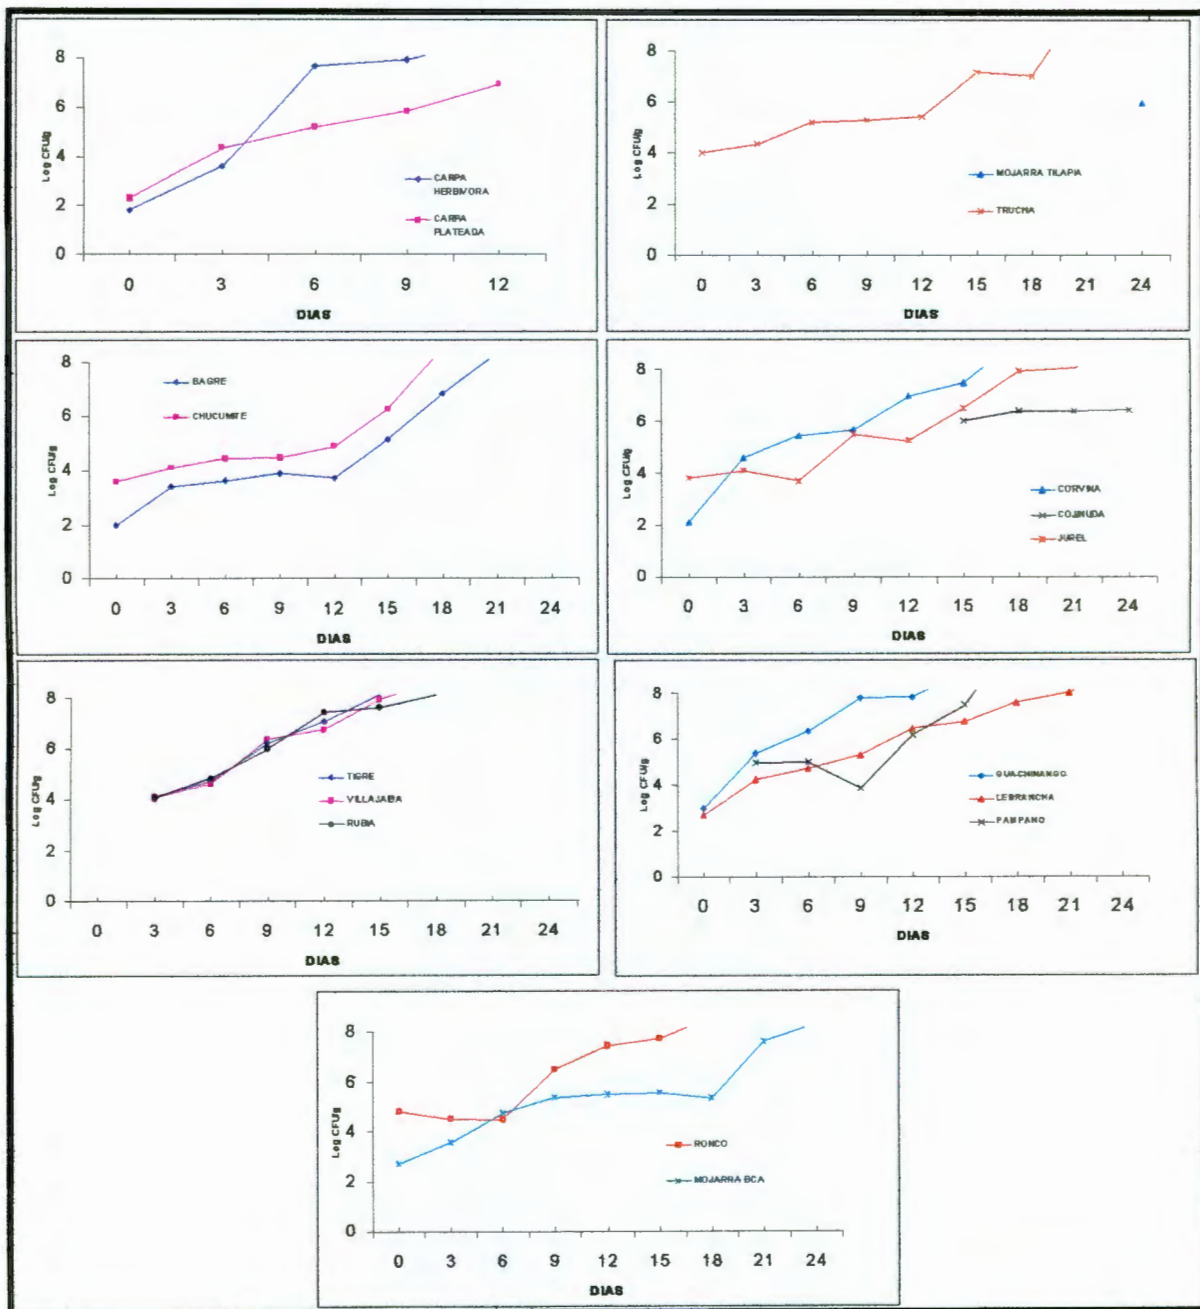 8
6
4
2
0
Log CFU/g
CARPA
HERBIVORA
CARPA
PLATEADA
0 3 6 9 12
DIAS
8
6
4
2
0
Log CFU/g
MOJARRA TILAPIA
TRUCHA
0 3 6 9 12 15 18 21 24
DIAS
8
6
4
2
0
Log CFU/g
BAGRE
CHUCUMITE
0 3 6 9 12 15 18 21 24
DIAS
8
6
4
2
0
Log CFU/g
CORVINA
COJINUDA
JUREL
0 3 6 9 12 15 18 21 24
DIAS
8
6
4
2
0
Log CFU/g
TIGRE
VILLAJAIBA
RUBIA
0 3 6 9 12 15 18 21 24
DIAS
8
6
4
2
0
Log CFU/g
GUACHINANGO
LEBRANCHA
PAMPANO
0 3 6 9 12 15 18 21 24
DIAS
8
6
4
2
0
Log CFU/g
RONCO
MOJARRA BCA
0 3 6 9 12 15 18 21 24
DIAS